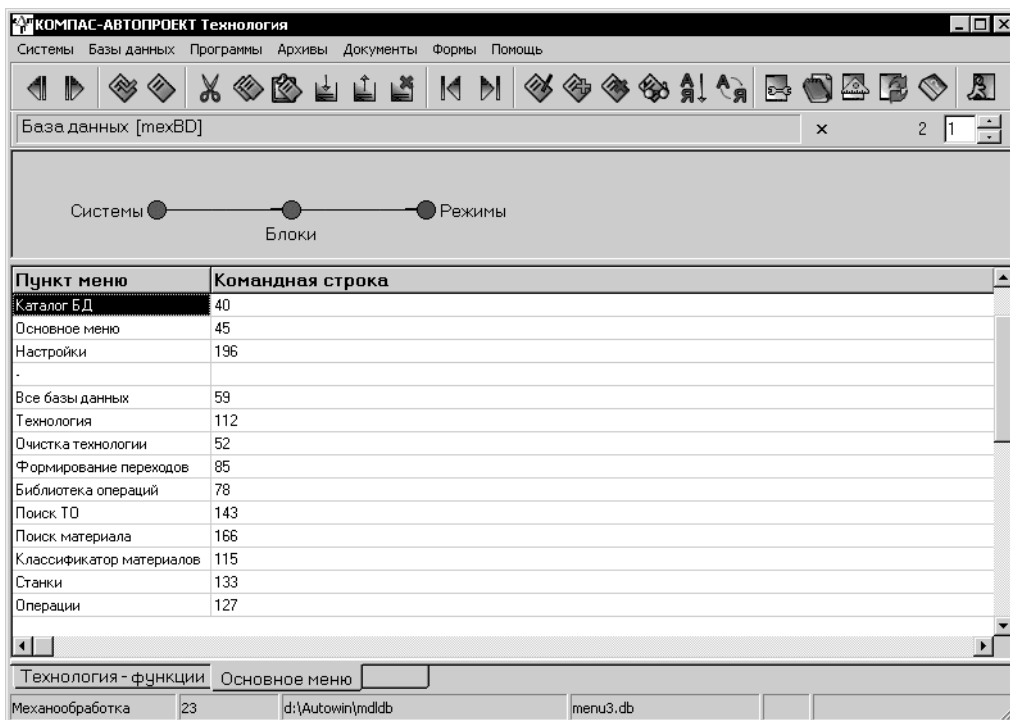 КОМПАС-АВТОПРОЕКТ Технология
Системы Базы данных Программы Архивы Документы Формы Помощь
База данных [mexBD] × 2 1
Системы Режимы
Блоки
Пункт меню Командная строка
Каталог БД 40
Основное меню 45
Настройки 196
-
Все базы данных 59
Технология 112
Очистка технологии 52
Формирование переходов 85
Библиотека операций 78
Поиск ТО 143
Поиск материала 166
Классификатор материалов 115
Станки 133
Операции 127
Технология - функции Основное меню
Механообработка 23 d:\Autowin\mdldb menu3.db